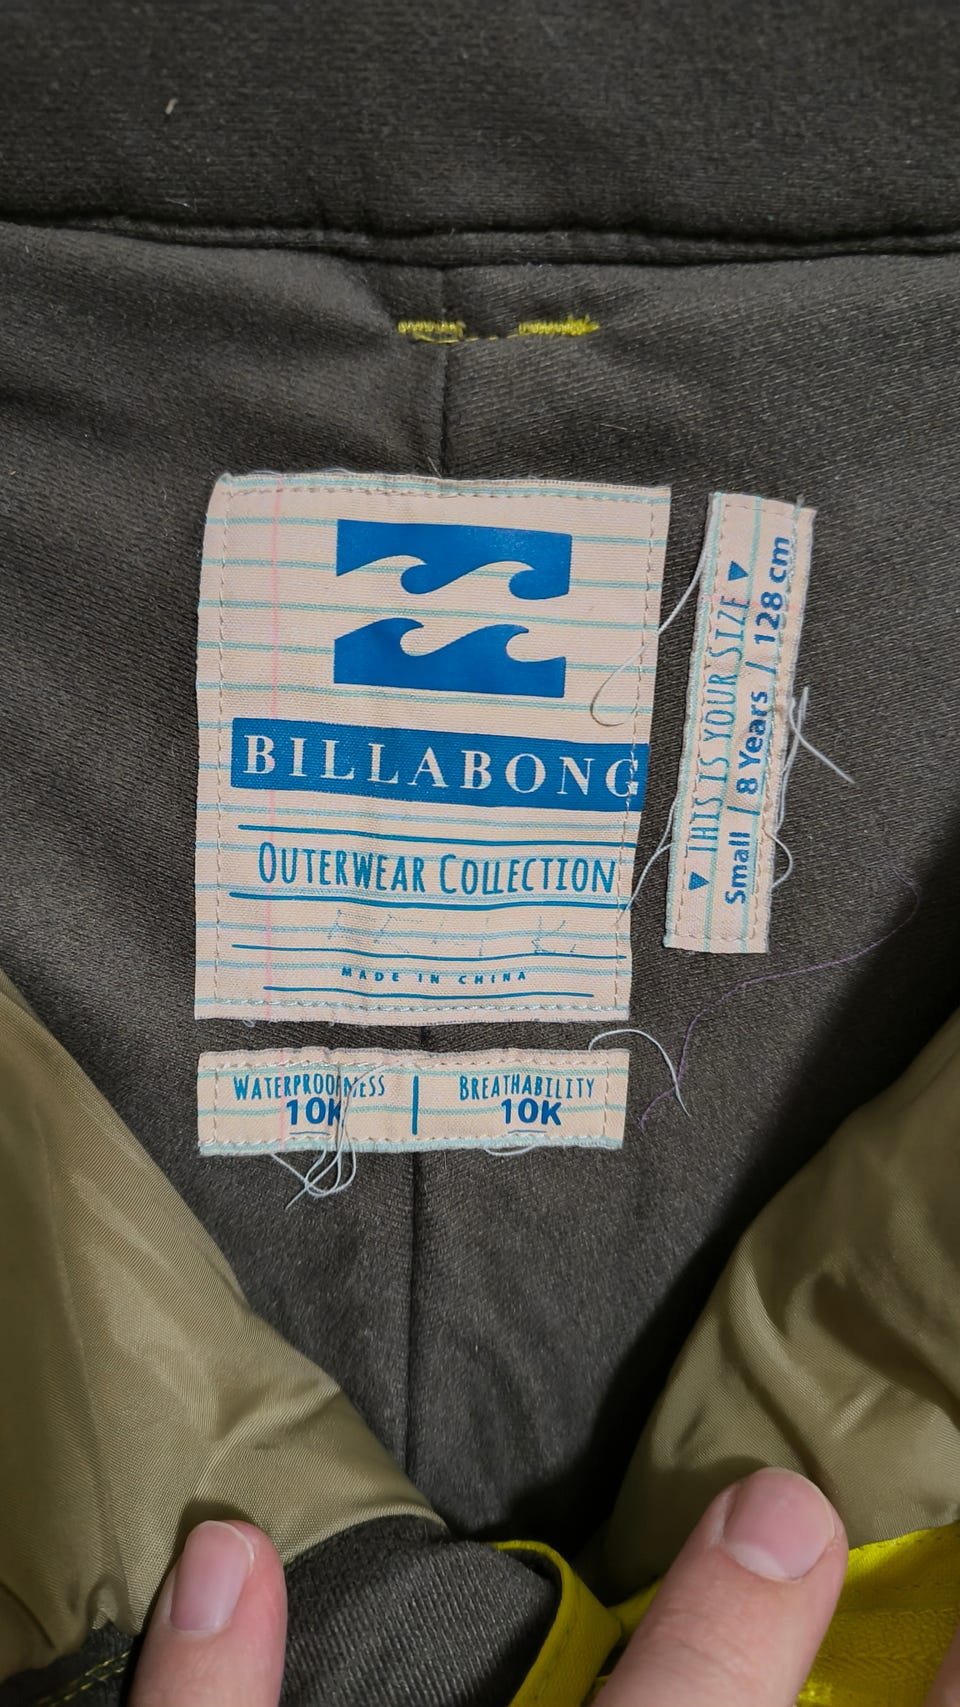 BILLABONG
OUTERWEAR COLLECTION
MADE IN CHINA
WATERPROOFNESS
10K
BREATHABILITY
10K
THIS IS YOUR SIZE
Small / 8 Years / 128 cm